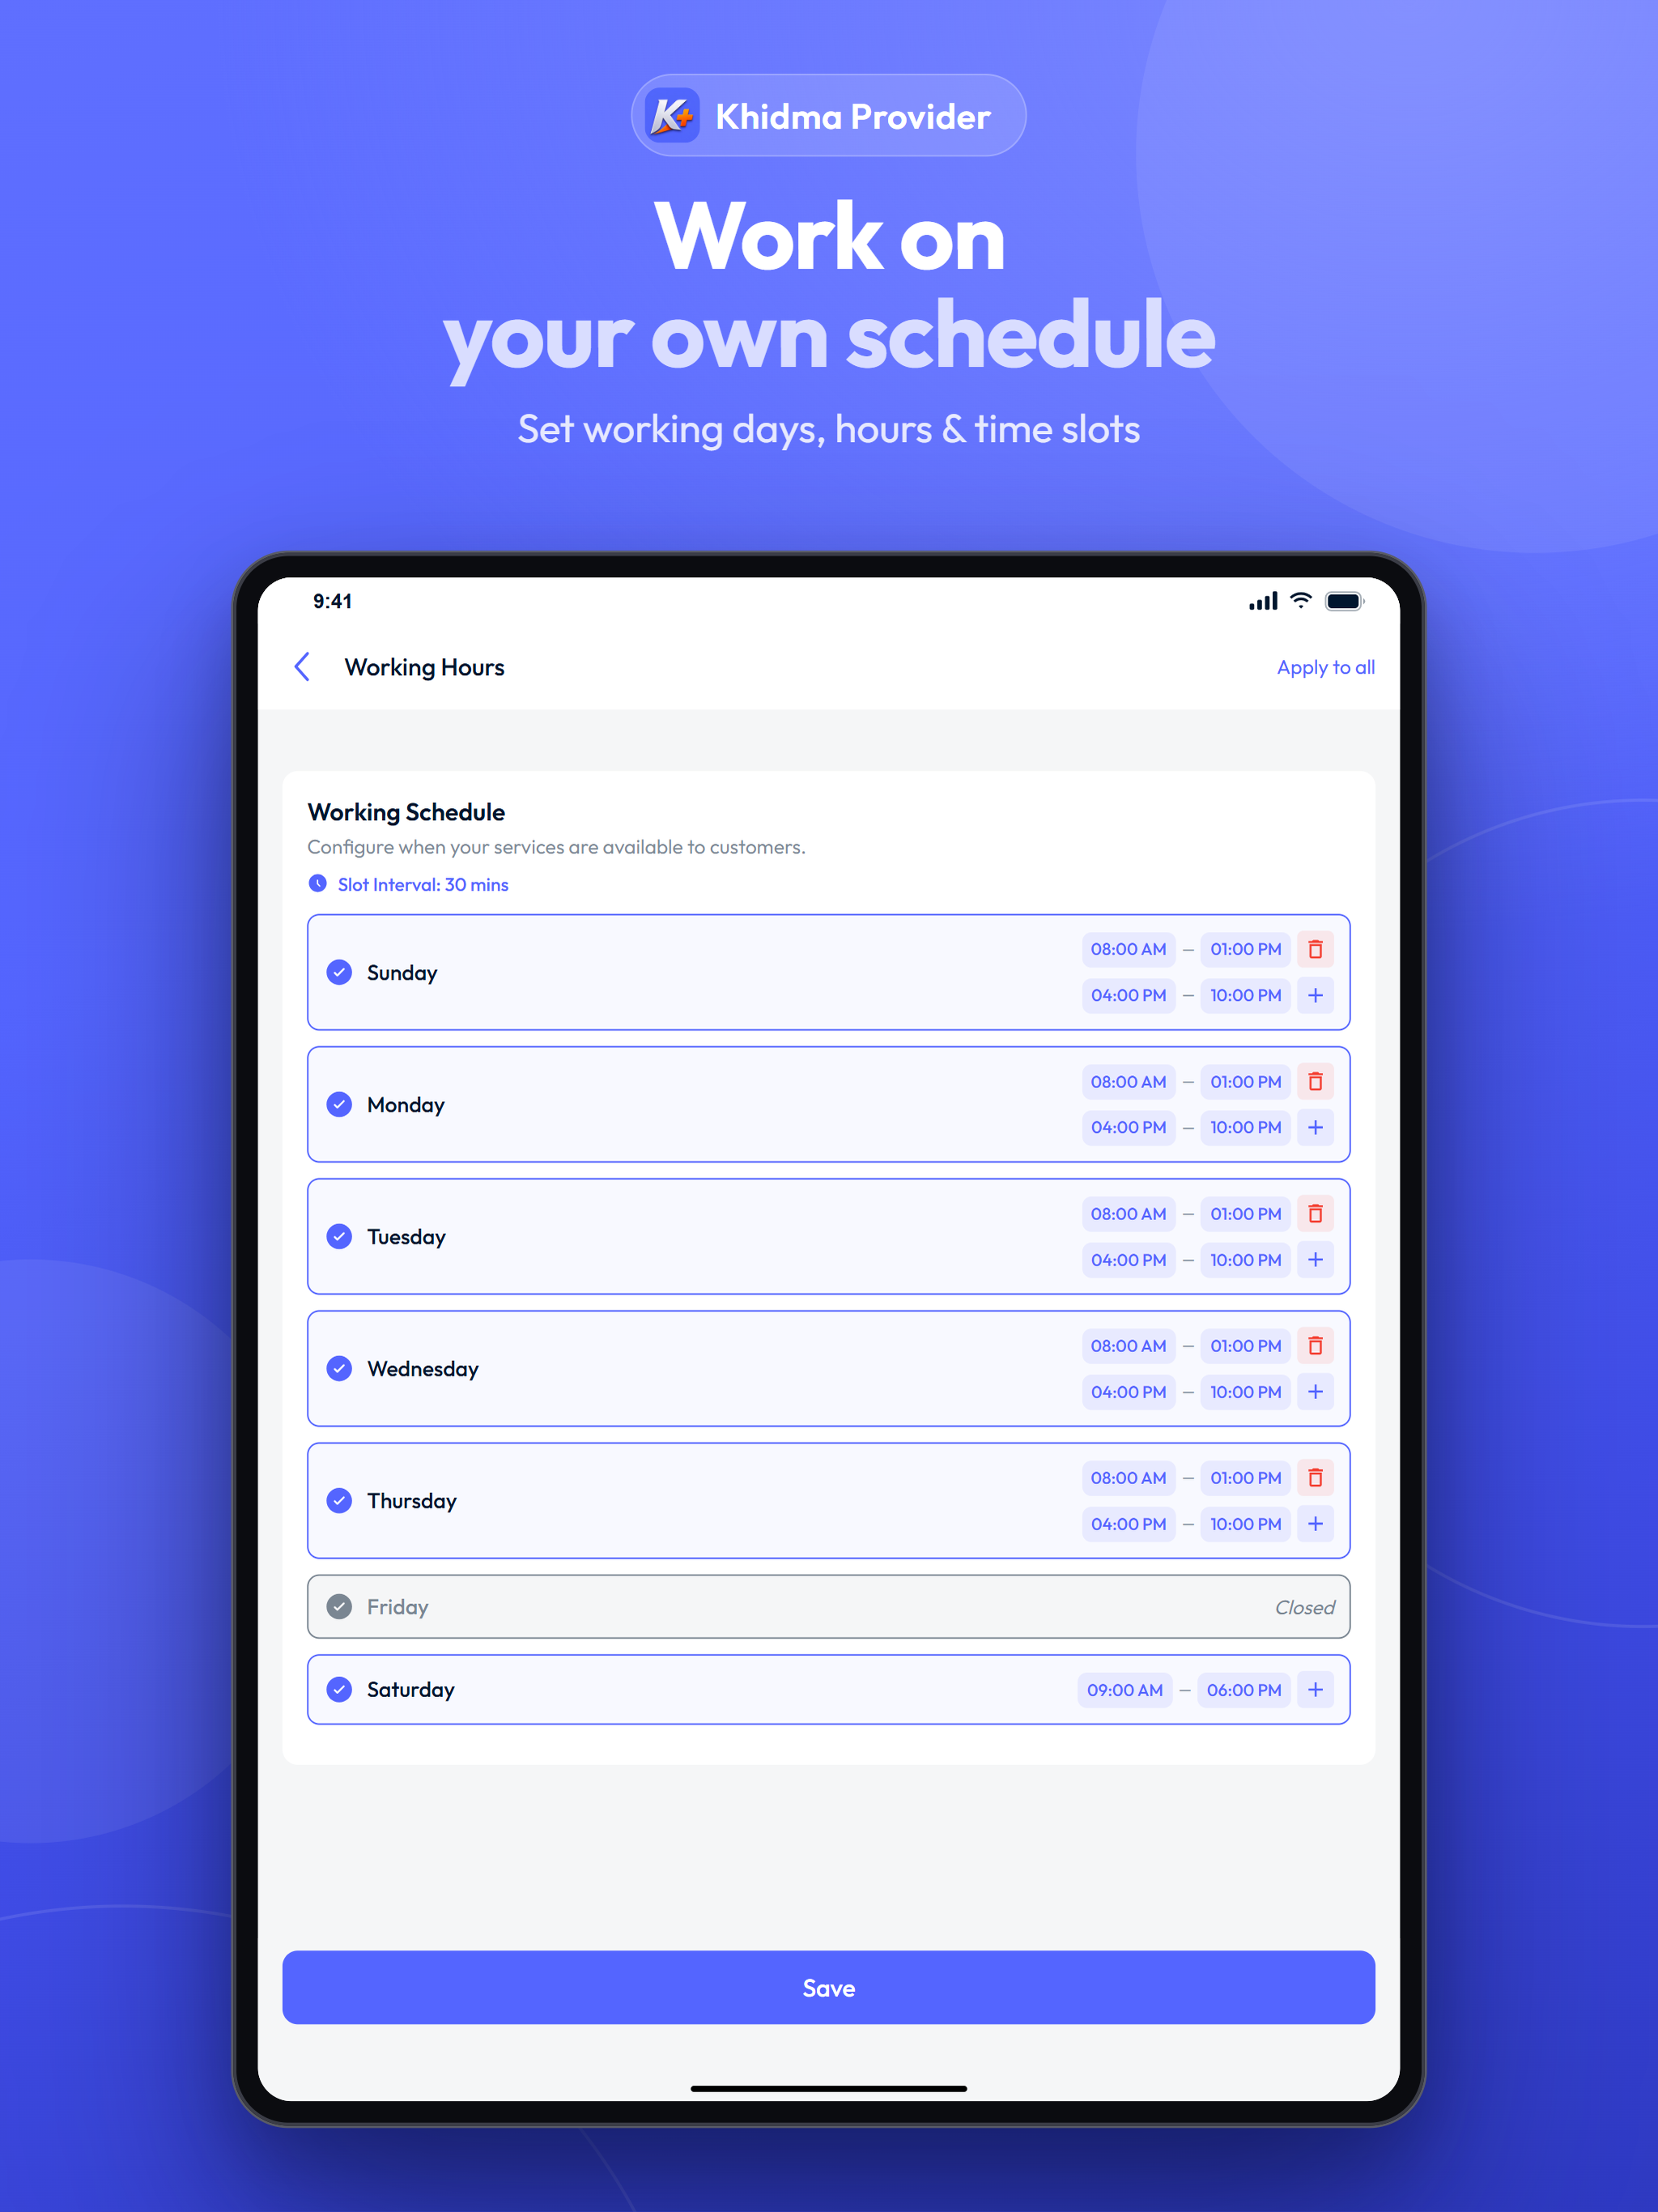 K+ Khidma Provider
Work on
your own schedule
Set working days, hours & time slots
9:41
Working Hours
Apply to all
Working Schedule
Configure when your services are available to customers.
Slot Interval: 30 mins
Sunday
08:00 AM – 01:00 PM
04:00 PM – 10:00 PM +
Monday
08:00 AM – 01:00 PM
04:00 PM – 10:00 PM +
Tuesday
08:00 AM – 01:00 PM
04:00 PM – 10:00 PM +
Wednesday
08:00 AM – 01:00 PM
04:00 PM – 10:00 PM +
Thursday
08:00 AM – 01:00 PM
04:00 PM – 10:00 PM +
Friday Closed
Saturday 09:00 AM – 06:00 PM +
Save